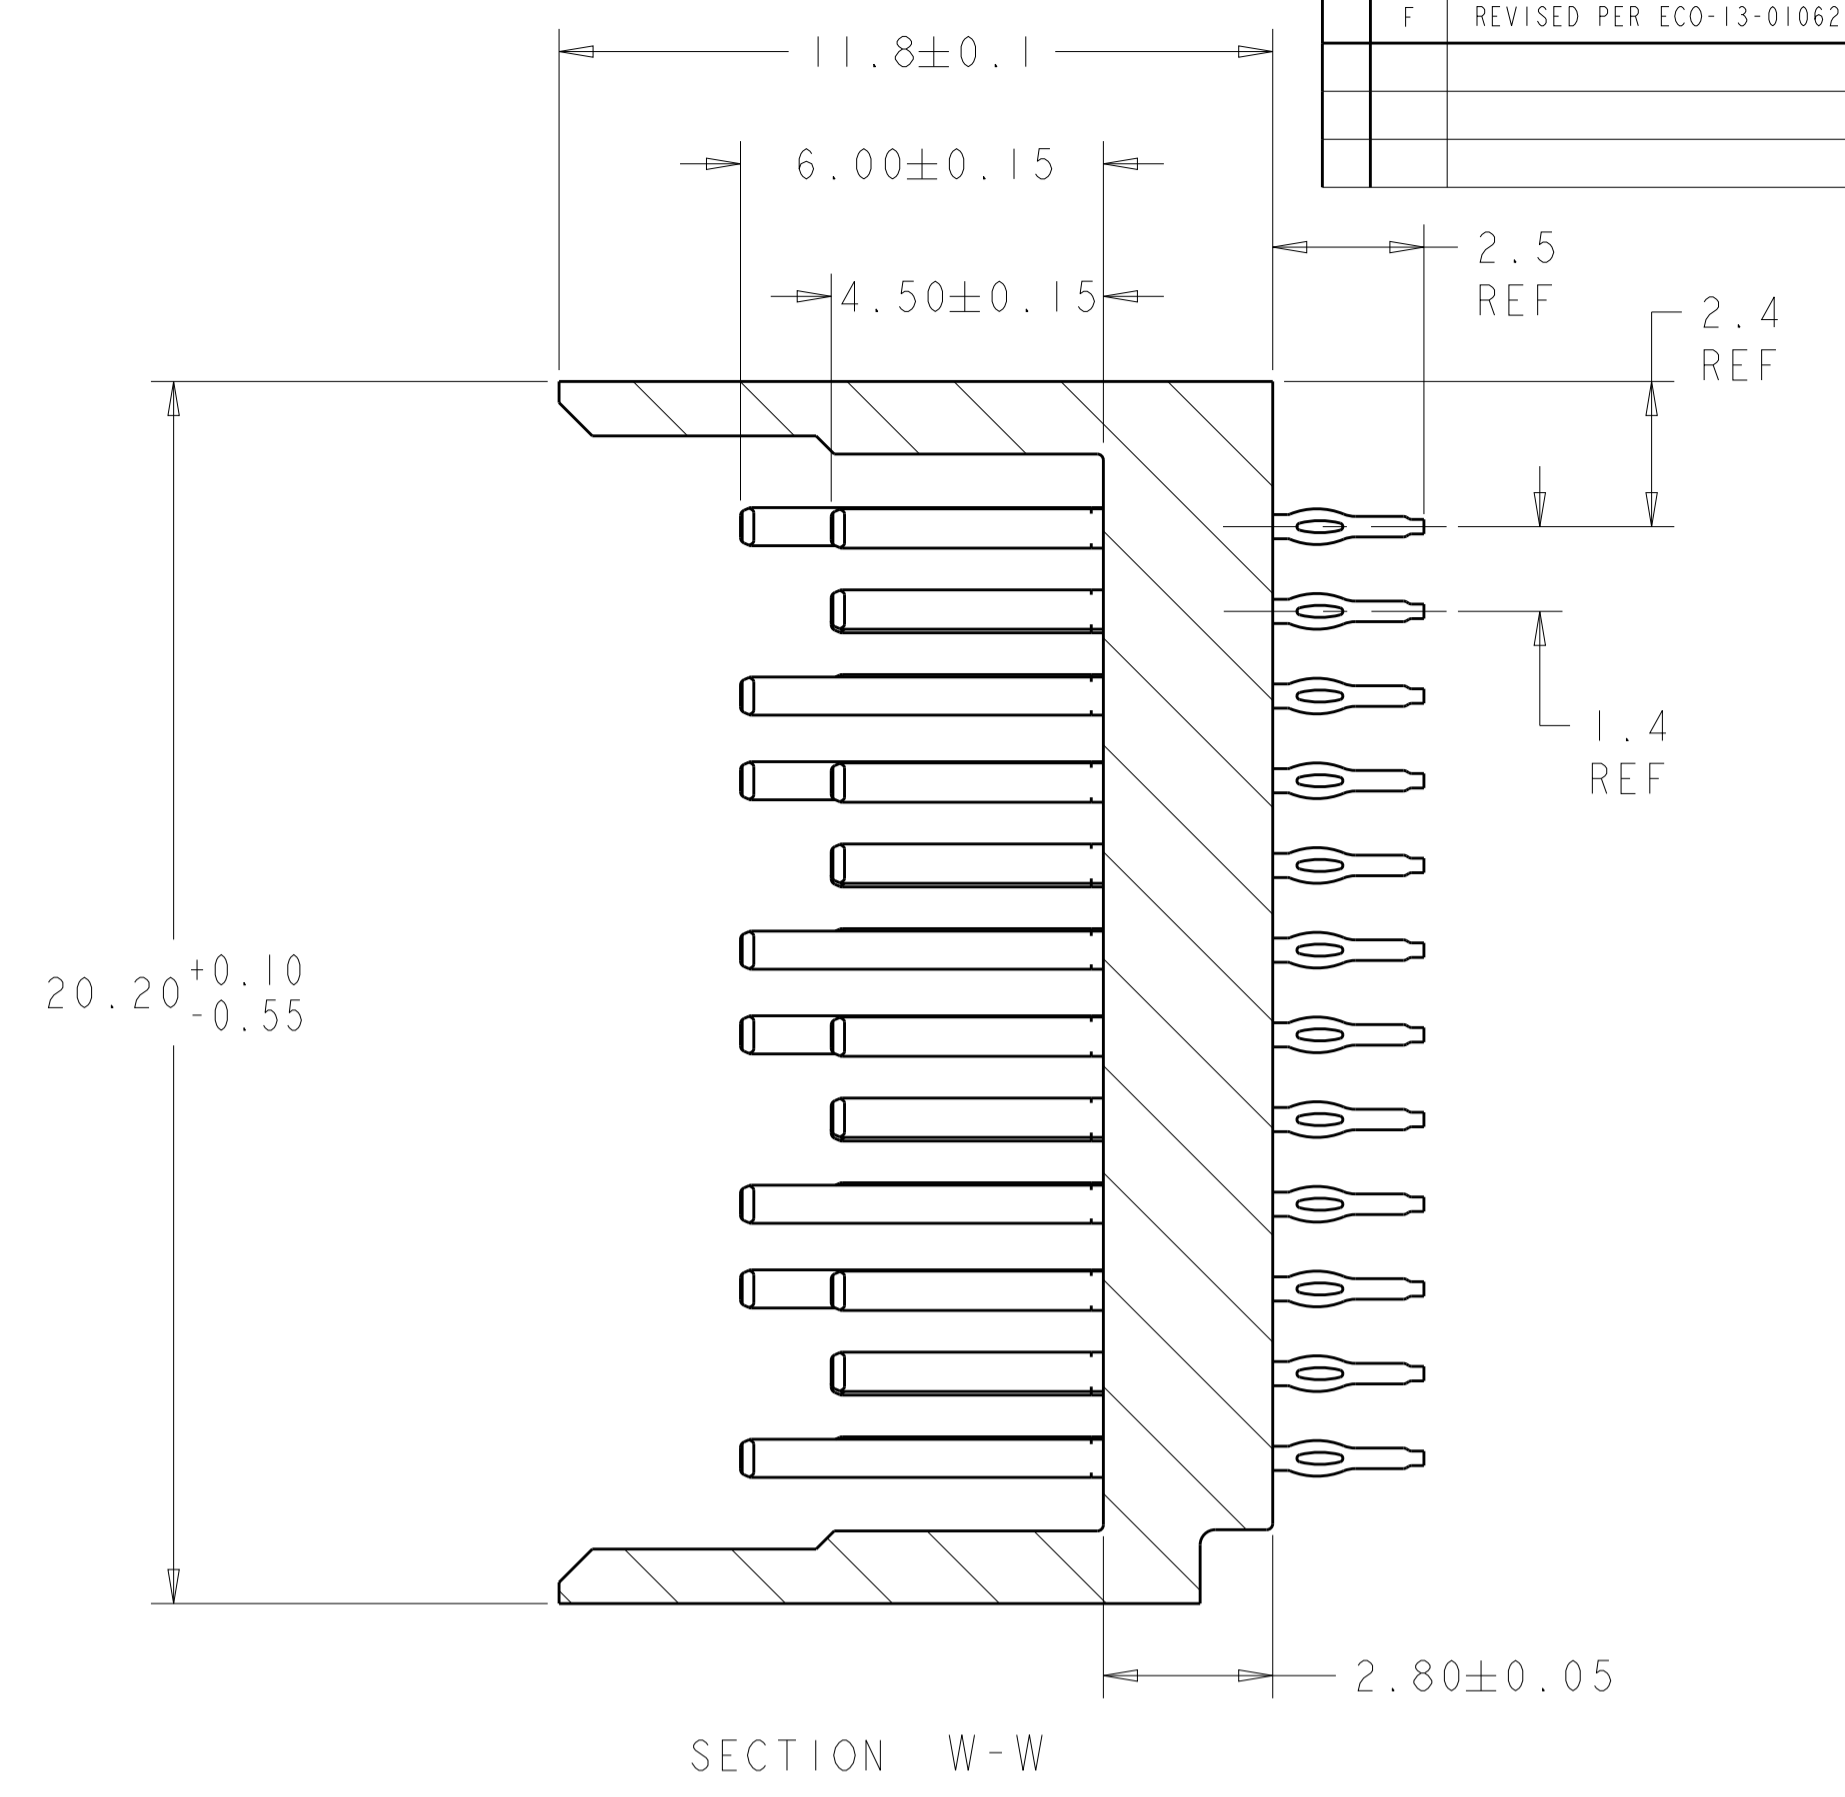 F REVISED PER ECO-13-01062
11.8±0.1
6.00±0.15
2.5
REF
4.50±0.15
2.4
REF
1.4
REF
20.20 +0.10
-0.55
2.80±0.05
SECTION W-W